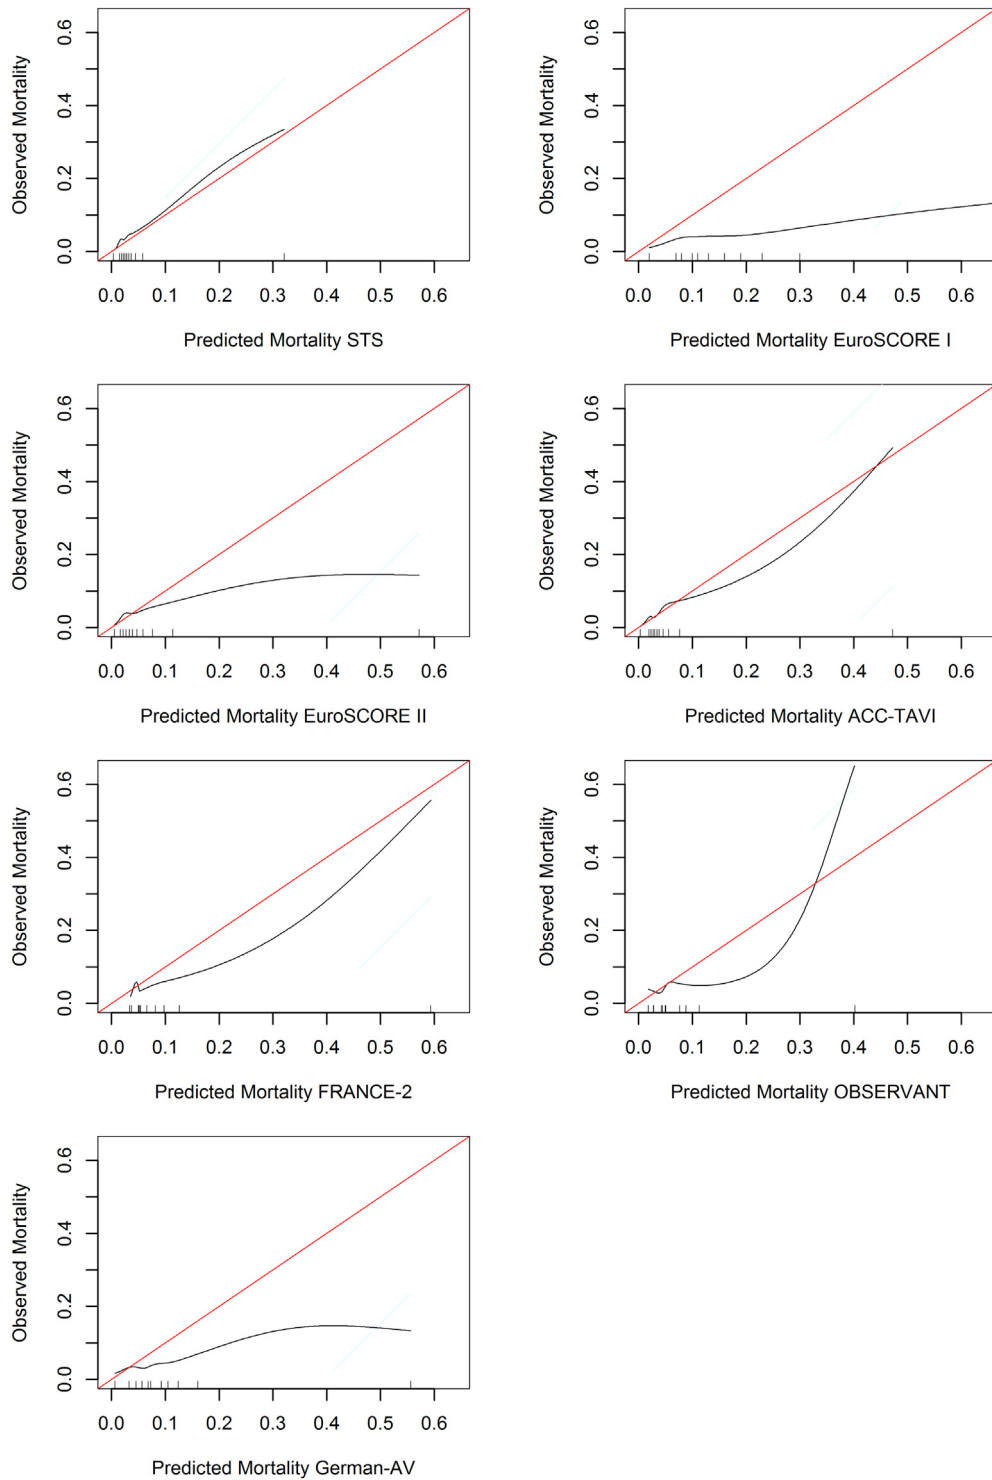 Observed Mortality
0.6
0.4
0.2
0.0
0.0 0.1 0.2 0.3 0.4 0.5 0.6
Predicted Mortality STS
Observed Mortality
0.6
0.4
0.2
0.0
0.0 0.1 0.2 0.3 0.4 0.5 0.6
Predicted Mortality EuroSCORE I
Observed Mortality
0.6
0.4
0.2
0.0
0.0 0.1 0.2 0.3 0.4 0.5 0.6
Predicted Mortality EuroSCORE II
Observed Mortality
0.6
0.4
0.2
0.0
0.0 0.1 0.2 0.3 0.4 0.5 0.6
Predicted Mortality ACC-TAVI
Observed Mortality
0.6
0.4
0.2
0.0
0.0 0.1 0.2 0.3 0.4 0.5 0.6
Predicted Mortality FRANCE-2
Observed Mortality
0.6
0.4
0.2
0.0
0.0 0.1 0.2 0.3 0.4 0.5 0.6
Predicted Mortality OBSERVANT
Observed Mortality
0.6
0.4
0.2
0.0
0.0 0.1 0.2 0.3 0.4 0.5 0.6
Predicted Mortality German-AV